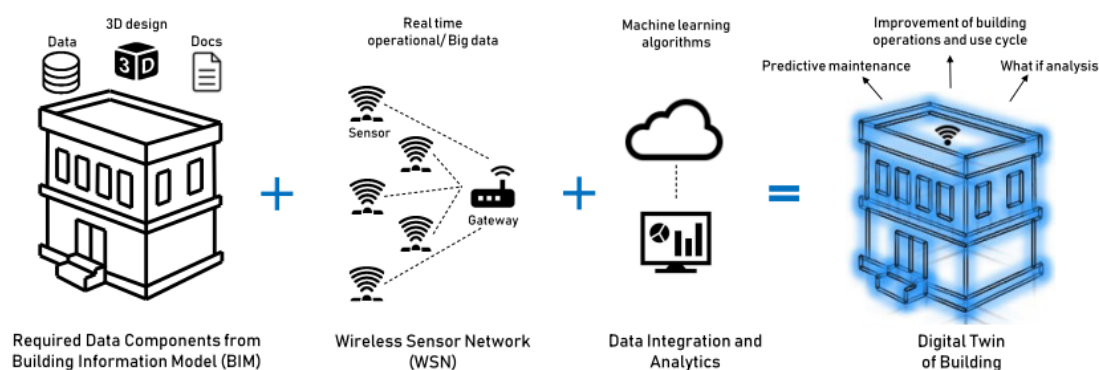 3D design
Data
Docs
3D
Required Data Components from
Building Information Model (BIM)
+
Real time
operational/ Big data
Sensor
Gateway
Wireless Sensor Network
(WSN)
+
Machine learning
algorithms
Data Integration and
Analytics
=
Improvement of building
operations and use cycle
Predictive maintenance
What if analysis
Digital Twin
of Building